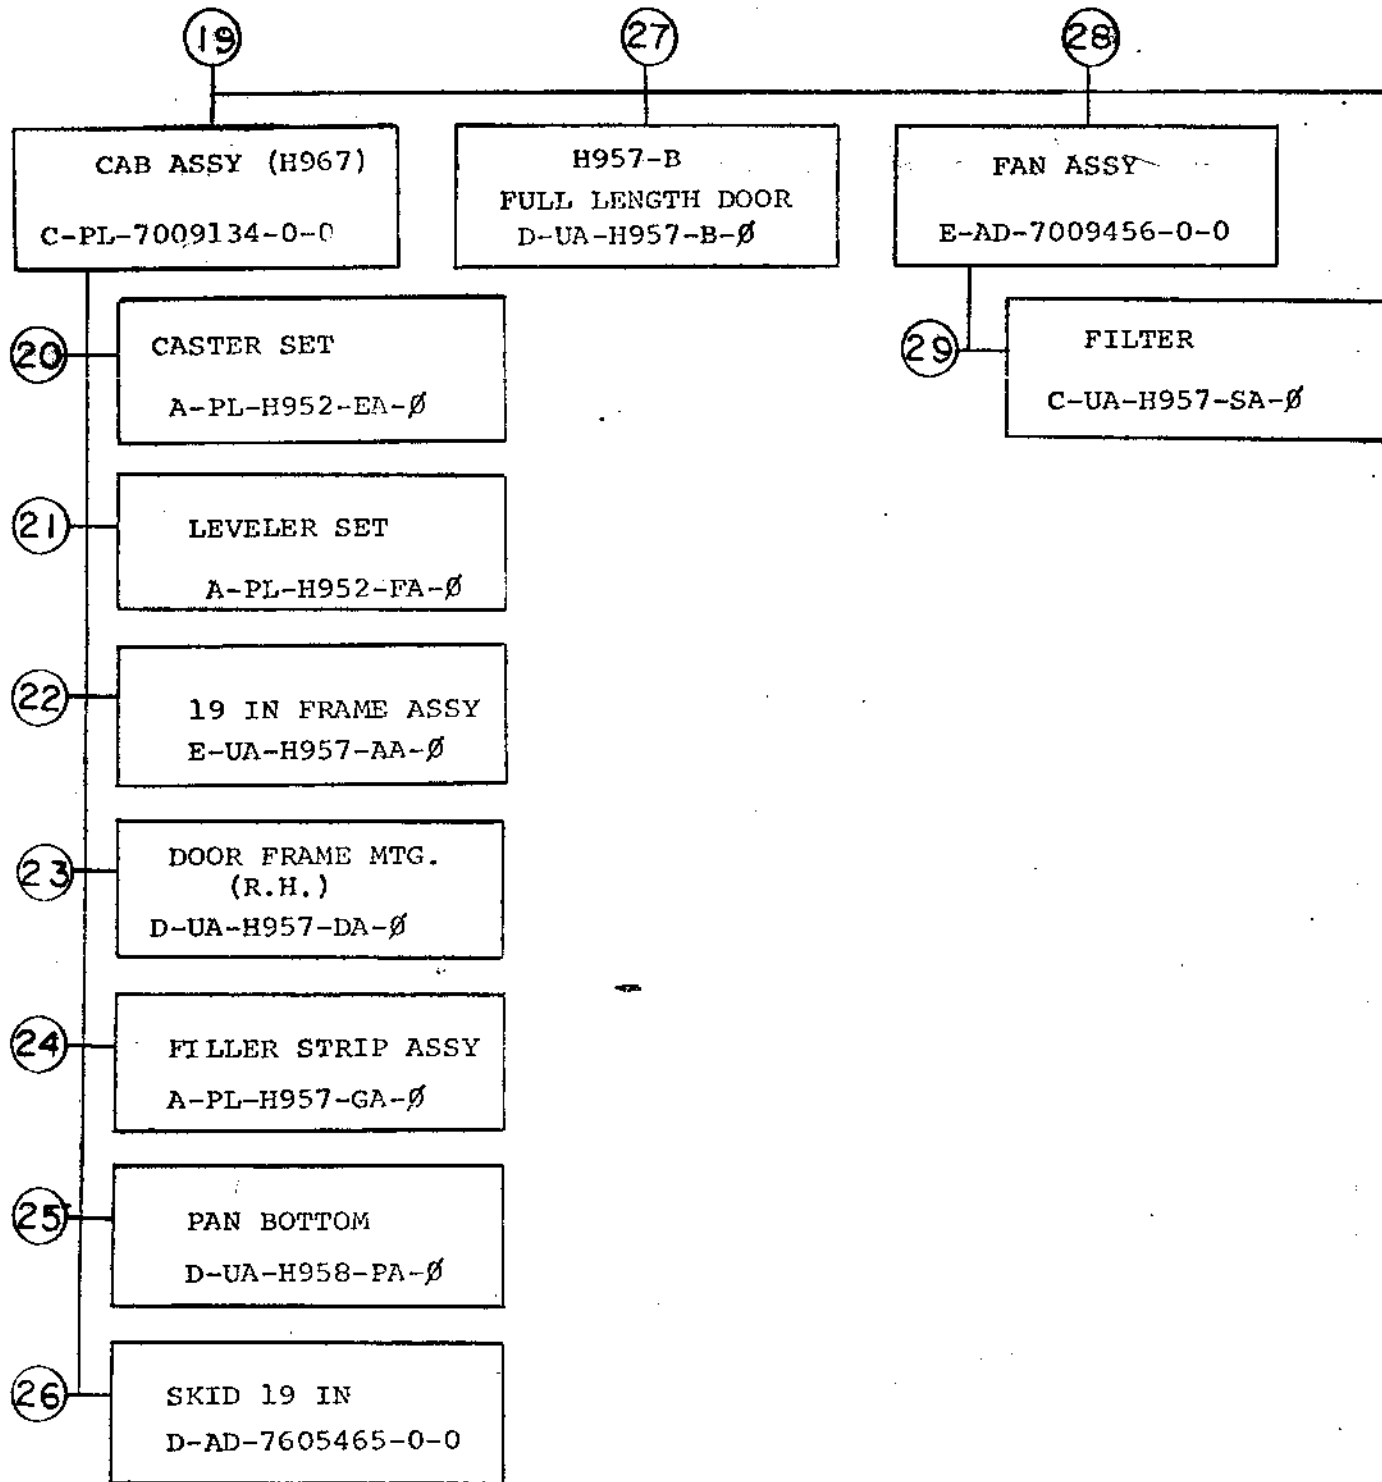 19
27
28
CAB ASSY (H967)
C-PL-7009134-0-0
H957-B
FULL LENGTH DOOR
D-UA-H957-B-Ø
FAN ASSY
E-AD-7009456-0-0
29
FILTER
C-UA-H957-SA-Ø
20
CASTER SET
A-PL-H952-EA-Ø
21
LEVELER SET
A-PL-H952-FA-Ø
22
19 IN FRAME ASSY
E-UA-H957-AA-Ø
23
DOOR FRAME MTG.
(R.H.)
D-UA-H957-DA-Ø
24
FILLER STRIP ASSY
A-PL-H957-GA-Ø
25
PAN BOTTOM
D-UA-H958-PA-Ø
26
SKID 19 IN
D-AD-7605465-0-0